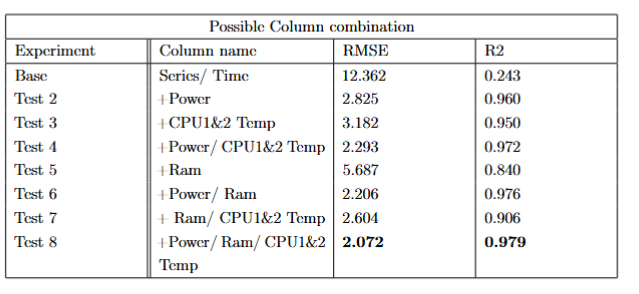 Possible Column combination
Experiment Column name RMSE R2
Base Series/ Time 12.362 0.243
Test 2 +Power 2.825 0.960
Test 3 +CPU1&2 Temp 3.182 0.950
Test 4 +Power/ CPU1&2 Temp 2.293 0.972
Test 5 +Ram 5.687 0.840
Test 6 +Power/ Ram 2.206 0.976
Test 7 + Ram/ CPU1&2 Temp 2.604 0.906
Test 8 +Power/ Ram/ CPU1&2 2.072 0.979
Temp